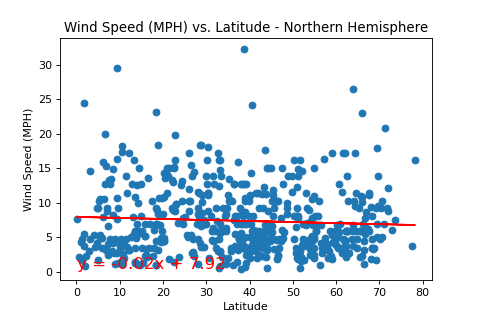 Wind Speed (MPH) vs. Latitude - Northern Hemisphere
Wind Speed (MPH)
30
25
20
15
10
5
0
y = -0.02x + 7.92
0 10 20 30 40 50 60 70 80
Latitude